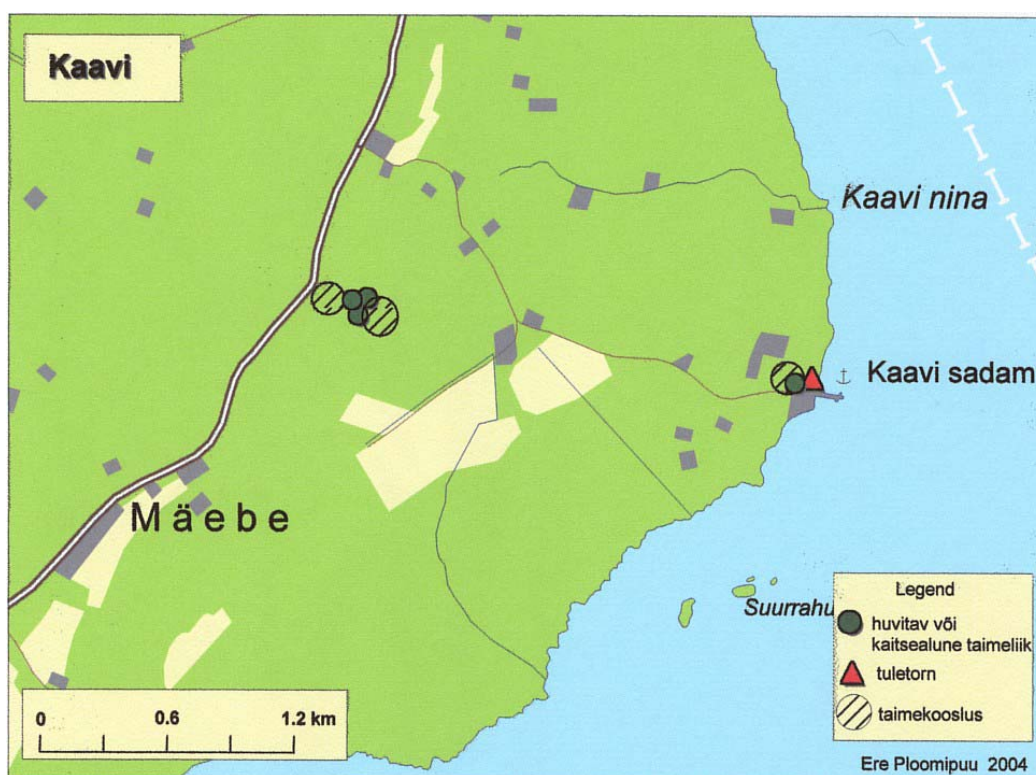 Kaavi
Kaavi nina
Kaavi sadam
Mäebe
Suurrahu
Legend
huvitav või
kaitsealune taimeliik
tuletorn
taimekooslus
0 0.6 1.2 km
Ere Ploomipuu 2004